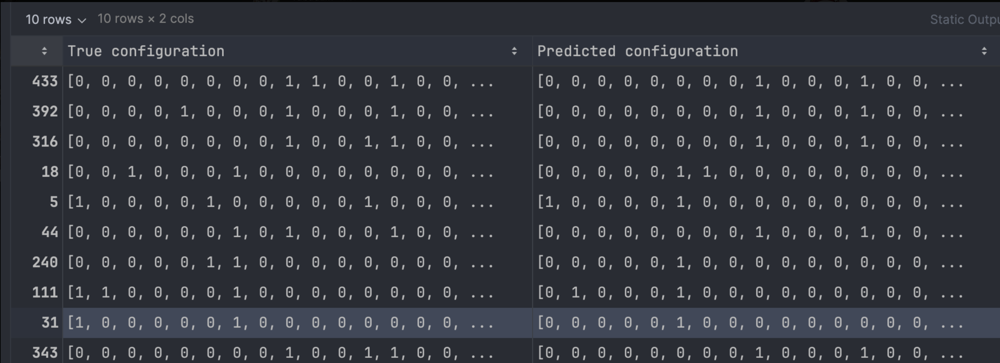 10 rows 10 rows × 2 cols Static Outpu
True configuration Predicted configuration
433 [0, 0, 0, 0, 0, 0, 0, 0, 1, 1, 0, 0, 1, 0, 0, ... [0, 0, 0, 0, 0, 0, 0, 0, 1, 0, 0, 0, 1, 0, 0, ...
392 [0, 0, 0, 0, 1, 0, 0, 0, 1, 0, 0, 0, 1, 0, 0, ... [0, 0, 0, 0, 0, 0, 0, 0, 1, 0, 0, 0, 1, 0, 0, ...
316 [0, 0, 0, 0, 0, 0, 0, 0, 1, 0, 0, 1, 1, 0, 0, ... [0, 0, 0, 0, 0, 0, 0, 0, 1, 0, 0, 0, 1, 0, 0, ...
18 [0, 0, 1, 0, 0, 0, 1, 0, 0, 0, 0, 0, 0, 0, 0, ... [0, 0, 0, 0, 0, 1, 1, 0, 0, 0, 0, 0, 0, 0, 0, ...
5 [1, 0, 0, 0, 0, 1, 0, 0, 0, 0, 0, 1, 0, 0, 0, ... [1, 0, 0, 0, 0, 1, 0, 0, 0, 0, 0, 0, 0, 0, 0, ...
44 [0, 0, 0, 0, 0, 0, 1, 0, 1, 0, 0, 0, 1, 0, 0, ... [0, 0, 0, 0, 0, 0, 0, 0, 1, 0, 0, 0, 1, 0, 0, ...
240 [0, 0, 0, 0, 0, 1, 1, 0, 0, 0, 0, 0, 0, 0, 0, ... [0, 0, 0, 0, 0, 1, 0, 0, 0, 0, 0, 0, 0, 0, 0, ...
111 [1, 1, 0, 0, 0, 0, 1, 0, 0, 0, 0, 0, 0, 0, 0, ... [0, 1, 0, 0, 0, 1, 0, 0, 0, 0, 0, 0, 0, 0, 0, ...
31 [1, 0, 0, 0, 0, 0, 1, 0, 0, 0, 0, 0, 0, 0, 0, ... [0, 0, 0, 0, 0, 1, 0, 0, 0, 0, 0, 0, 0, 0, 0, ...
343 [0, 0, 0, 0, 0, 0, 0, 0, 1, 0, 0, 1, 1, 0, 0, ... [0, 0, 0, 0, 0, 0, 0, 0, 1, 0, 0, 0, 1, 0, 0, ...